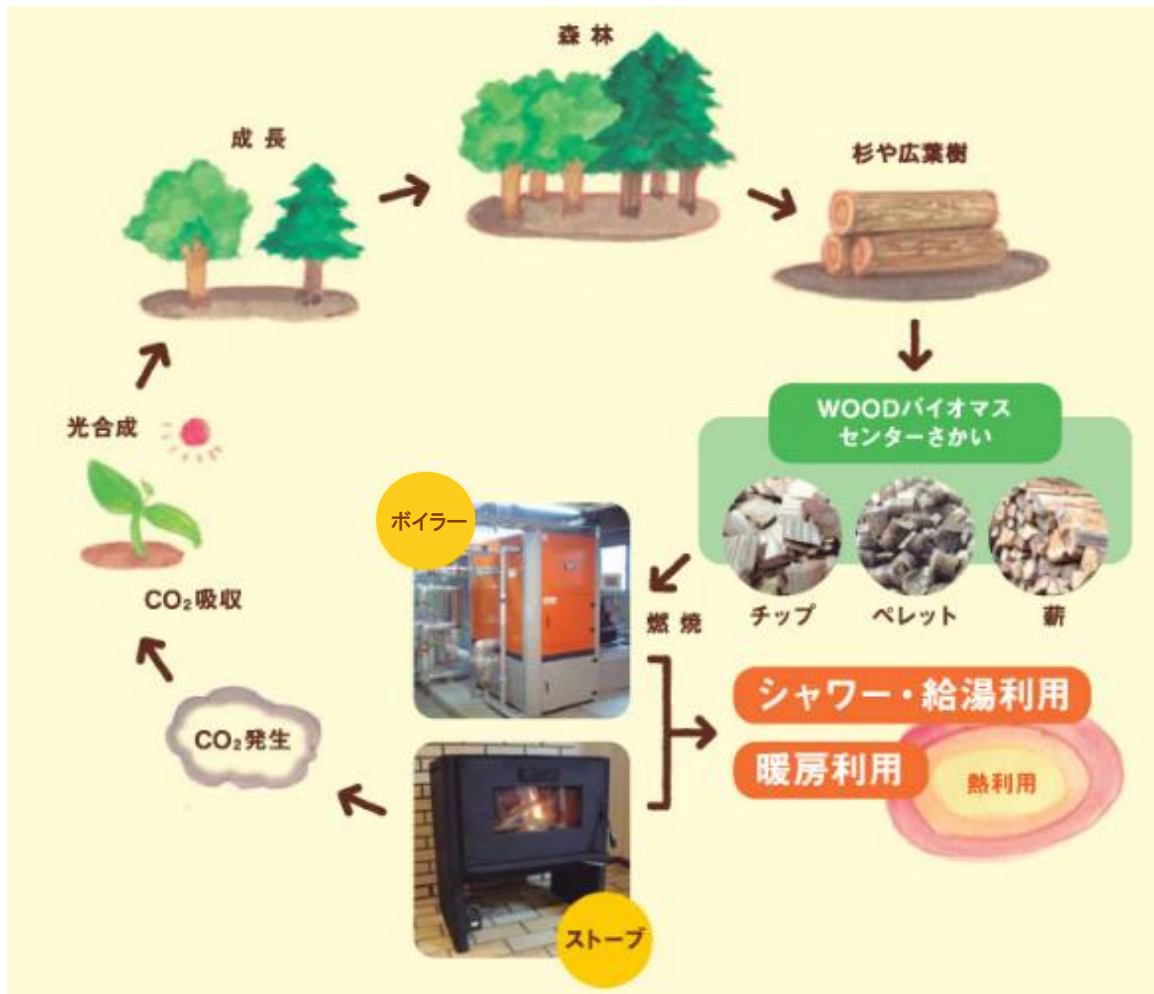 森林
成長
杉や広葉樹
WOODバイオマス
センターさかい
光合成
ボイラー
チップ
ペレット
薪
燃焼
CO₂吸収
シャワー・給湯利用
CO₂発生
暖房利用
熱利用
ストーブ